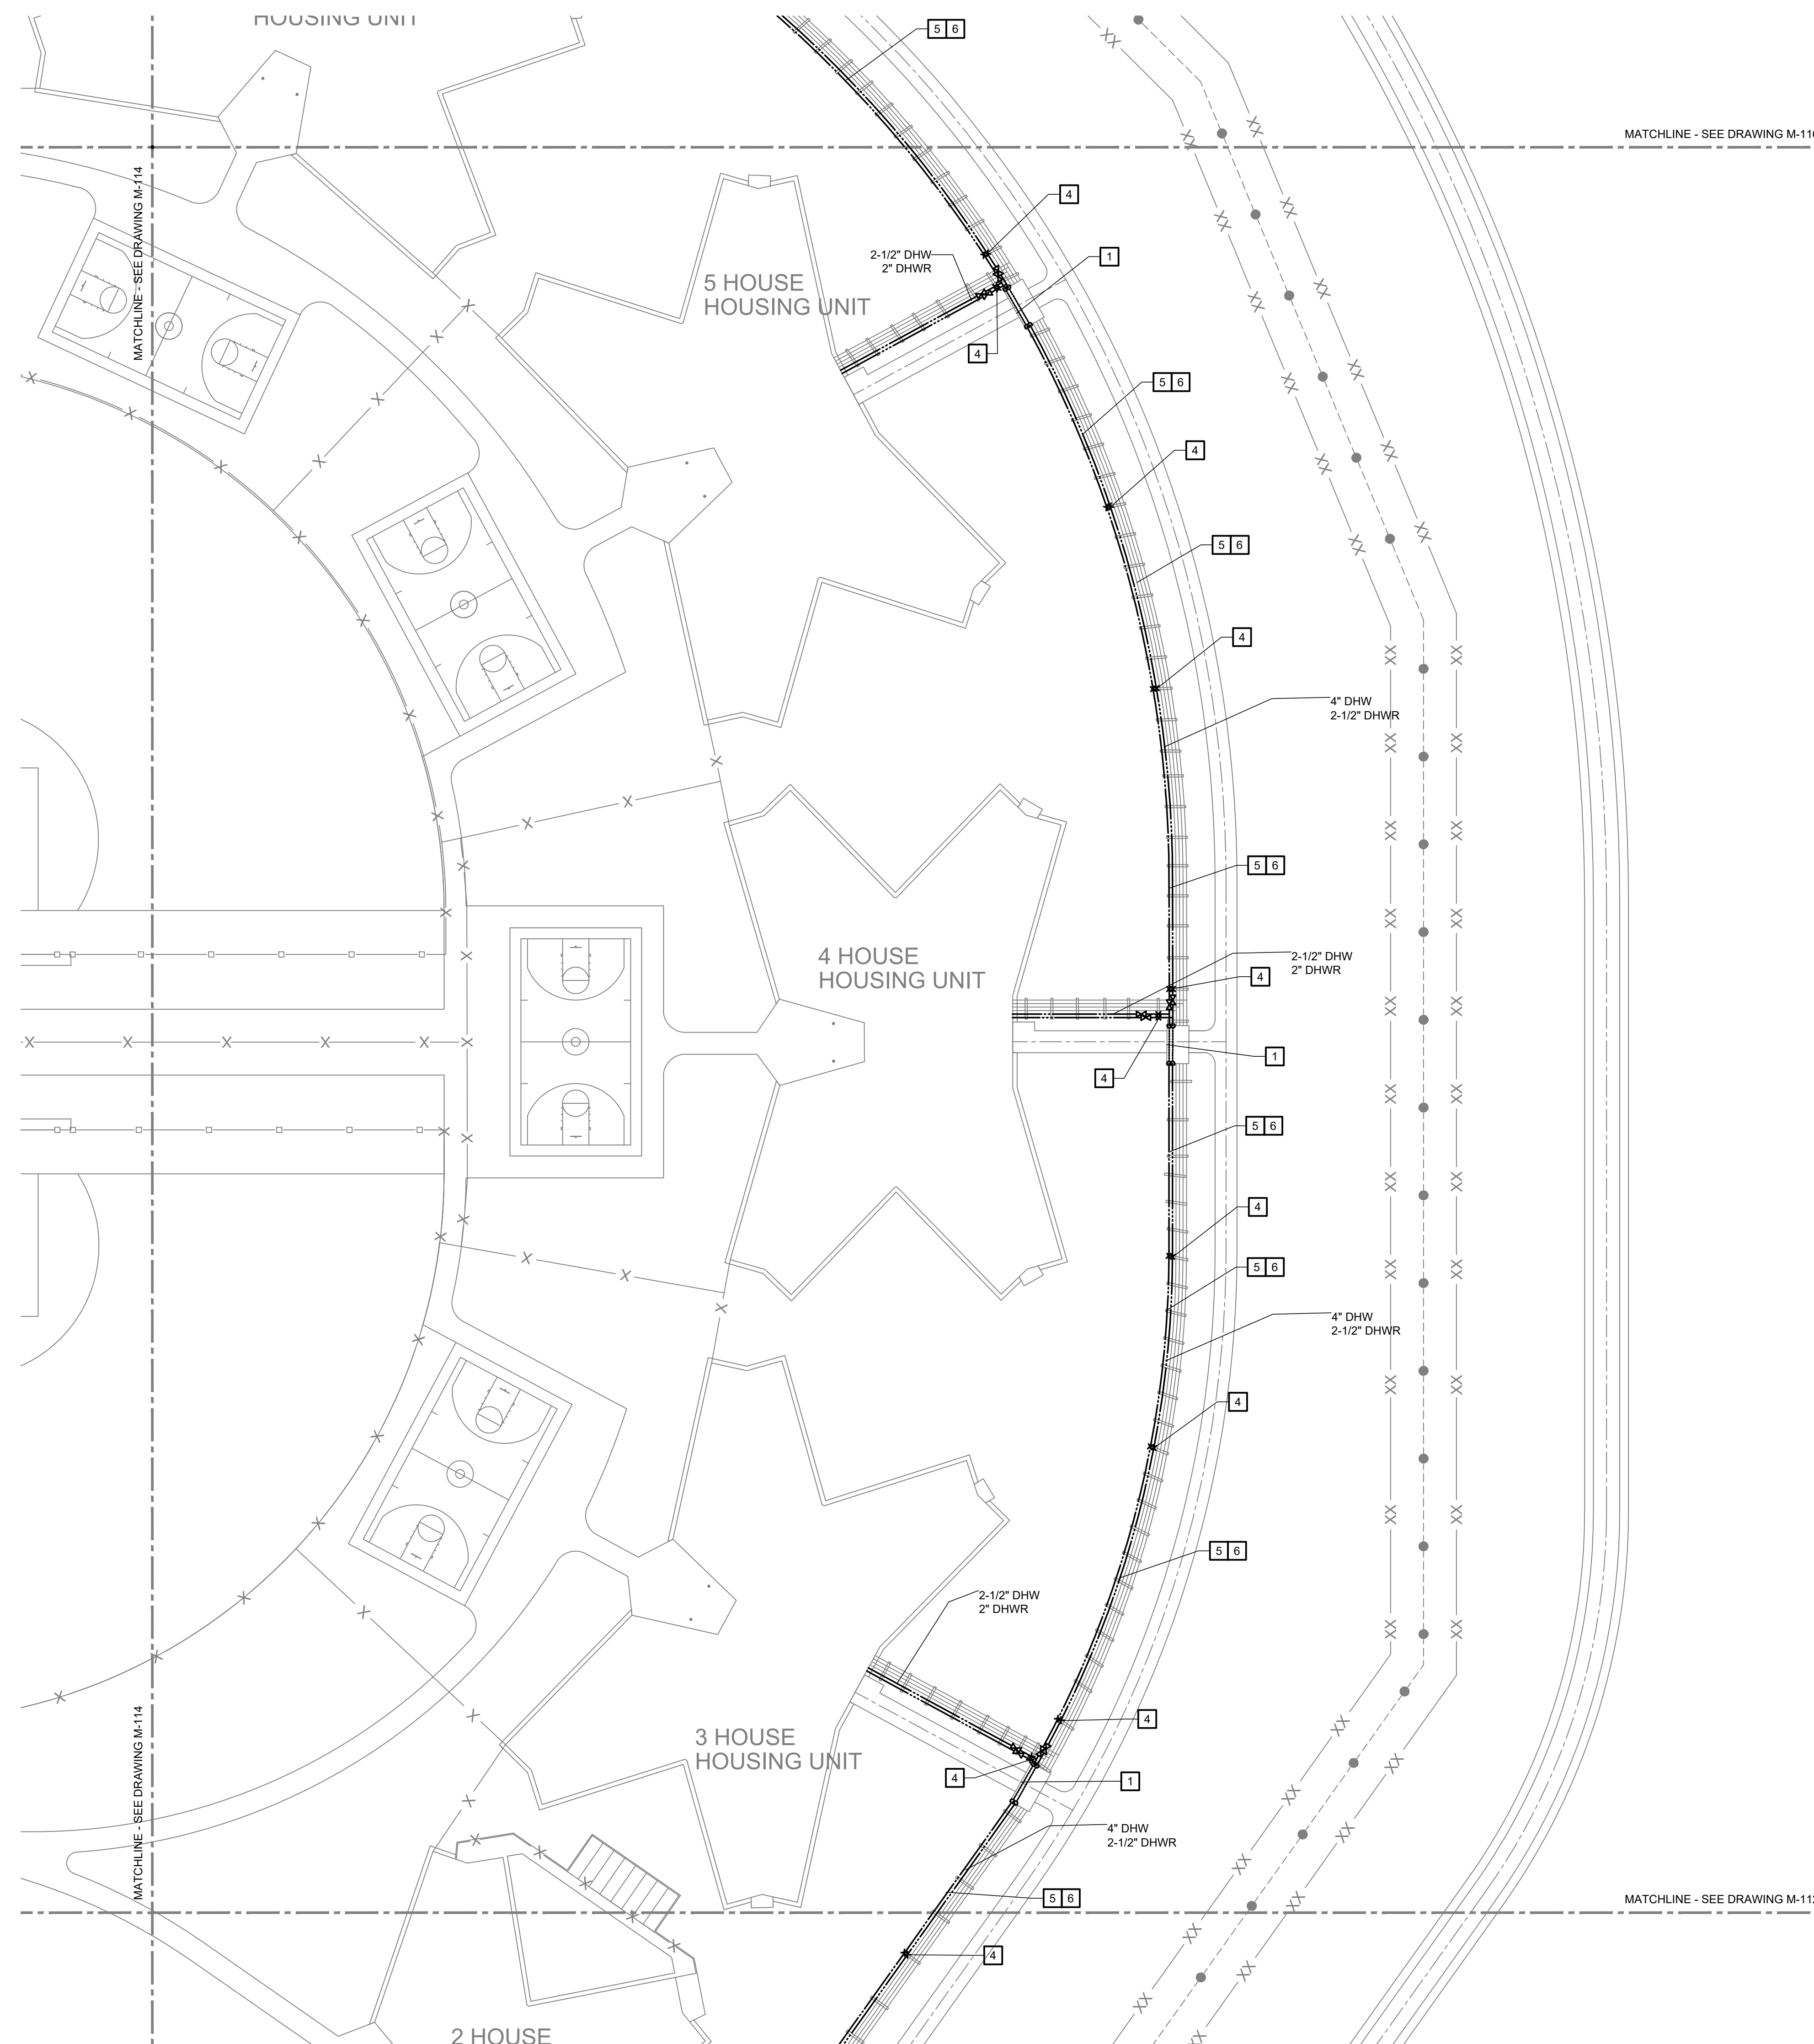 HOUSING UNIT
5 6
MATCHLINE - SEE DRAWING M-11
MATCHLINE - SEE DRAWING M-114
4
2-1/2" DHW
2" DHWR
1
5 HOUSE
HOUSING UNIT
4
5 6
4
5 6
4
4" DHW
2-1/2" DHWR
5 6
4 HOUSE
HOUSING UNIT
2-1/2" DHW
2" DHWR
4
1
4
5 6
4
5 6
4" DHW
2-1/2" DHWR
4
5 6
2-1/2" DHW
2" DHWR
MATCHLINE - SEE DRAWING M-114
3 HOUSE
HOUSING UNIT
4
4
1
4" DHW
2-1/2" DHWR
5 6
MATCHLINE - SEE DRAWING M-11
4
2 HOUSE